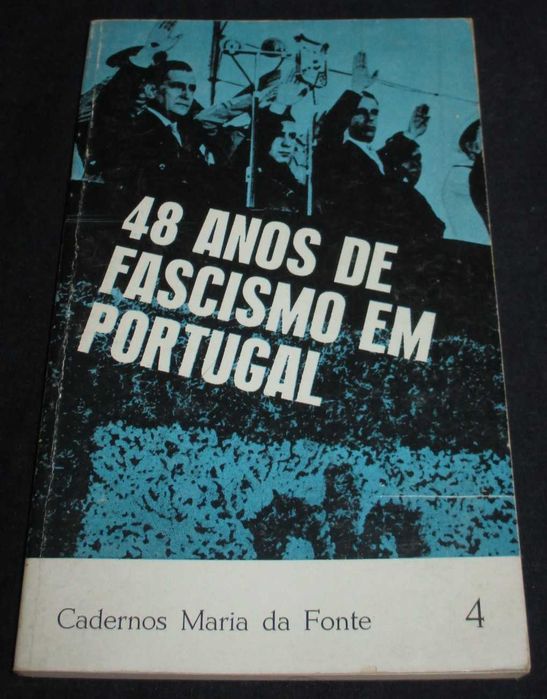 48 ANOS DE
FASCISMO EM
PORTUGAL
Cadernos Maria da Fonte 4